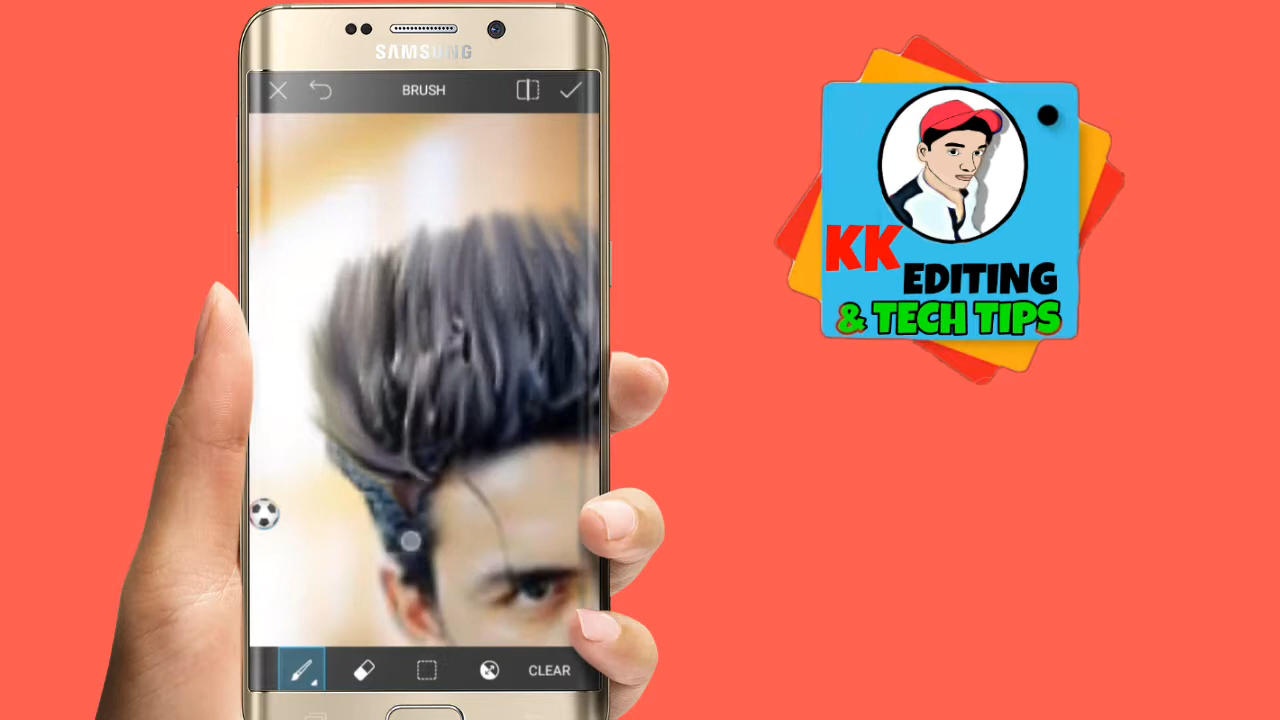 SAMSUNG
BRUSH
KK
EDITING
& TECH TIPS
CLEAR